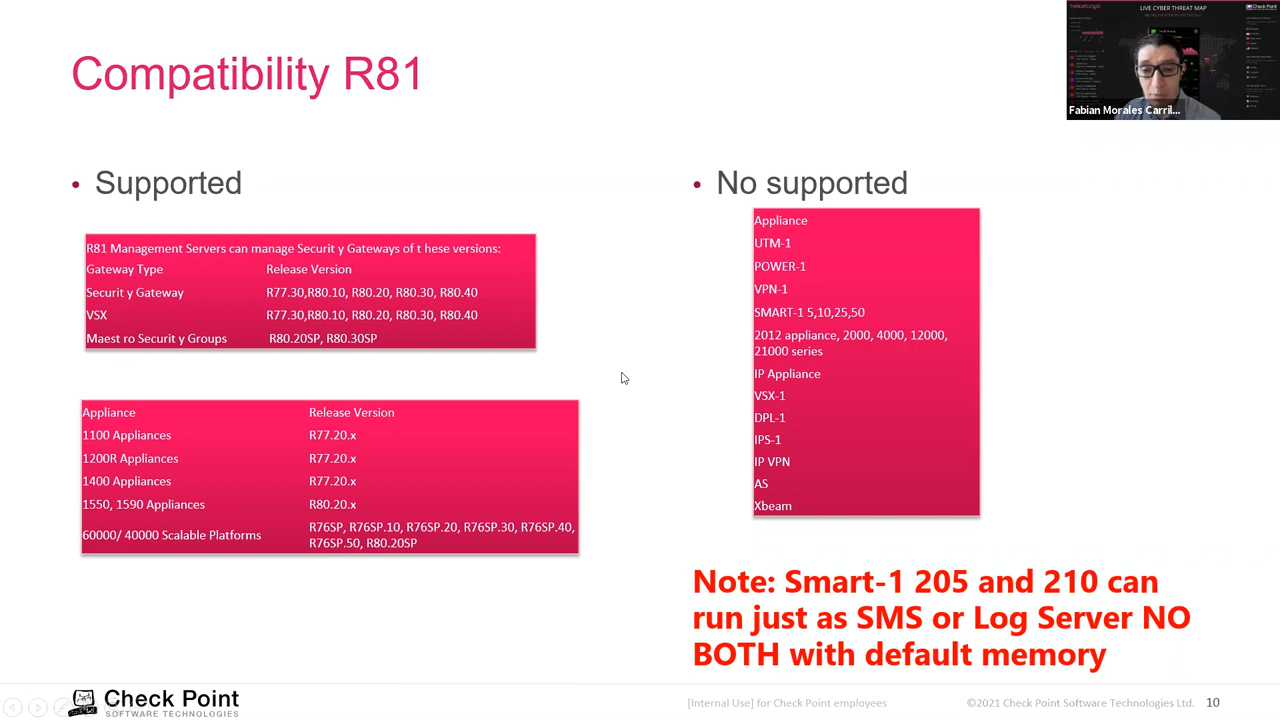 Compatibility R81
LIVE CYBER THREAT MAP
Check Point
Fabian Morales Carril...
• Supported
R81 Management Servers can manage Securit y Gateways of t hese versions:
Gateway Type Release Version
Securit y Gateway R77.30,R80.10, R80.20, R80.30, R80.40
VSX R77.30,R80.10, R80.20, R80.30, R80.40
Maest ro Securit y Groups R80.20SP, R80.30SP
Appliance Release Version
1100 Appliances R77.20.x
1200R Appliances R77.20.x
1400 Appliances R77.20.x
1550, 1590 Appliances R80.20.x
60000/ 40000 Scalable Platforms R76SP, R76SP.10, R76SP.20, R76SP.30, R76SP.40,
R76SP.50, R80.20SP
• No supported
Appliance
UTM-1
POWER-1
VPN-1
SMART-1 5,10,25,50
2012 appliance, 2000, 4000, 12000,
21000 series
IP Appliance
VSX-1
DPL-1
IPS-1
IP VPN
AS
Xbeam
Note: Smart-1 205 and 210 can
run just as SMS or Log Server NO
BOTH with default memory
Check Point
SOFTWARE TECHNOLOGIES
[Internal Use] for Check Point employees
©2021 Check Point Software Technologies Ltd. 10